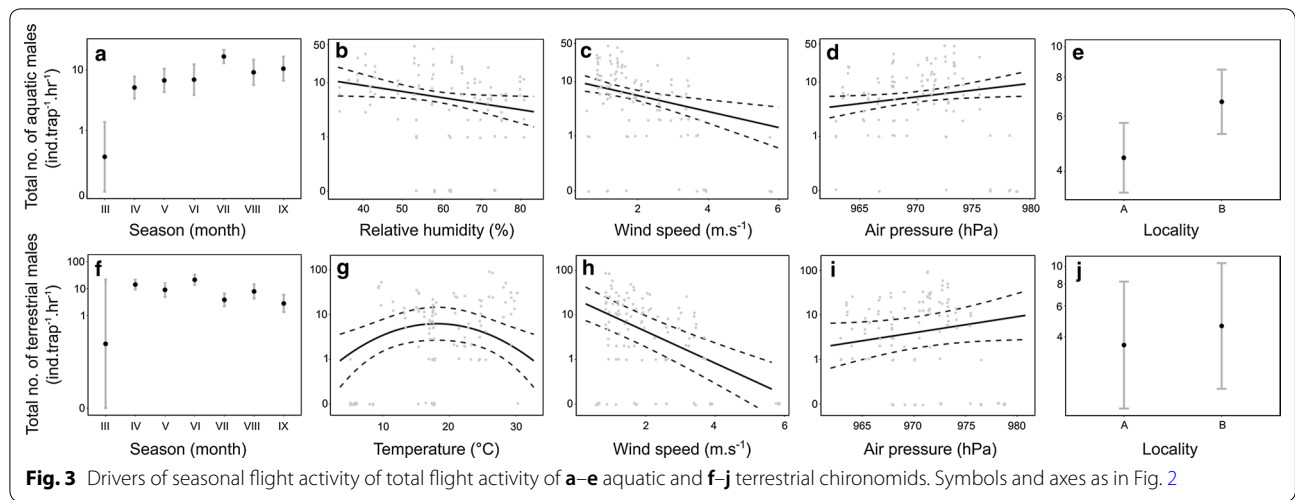 Total no. of aquatic males
(ind.trap⁻¹.hr⁻¹)
a
10
1
0
III IV V VI VII VIII IX
Season (month)
b
50
10
1
0
40 50 60 70 80
Relative humidity (%)
c
50
10
1
0
2 4 6
Wind speed (m.s⁻¹)
d
50
10
1
0
965 970 975 980
Air pressure (hPa)
e
10
8
6
4
A B
Locality
Total no. of terrestrial males
(ind.trap⁻¹.hr⁻¹)
f
100
10
1
0
III IV V VI VII VIII IX
Season (month)
g
100
10
1
0
10 20 30
Temperature (°C)
h
100
10
1
0
2 4 6
Wind speed (m.s⁻¹)
i
100
10
1
0
965 970 975 980
Air pressure (hPa)
j
10
8
6
4
A B
Locality
Fig. 3 Drivers of seasonal flight activity of total flight activity of a–e aquatic and f–j terrestrial chironomids. Symbols and axes as in Fig. 2